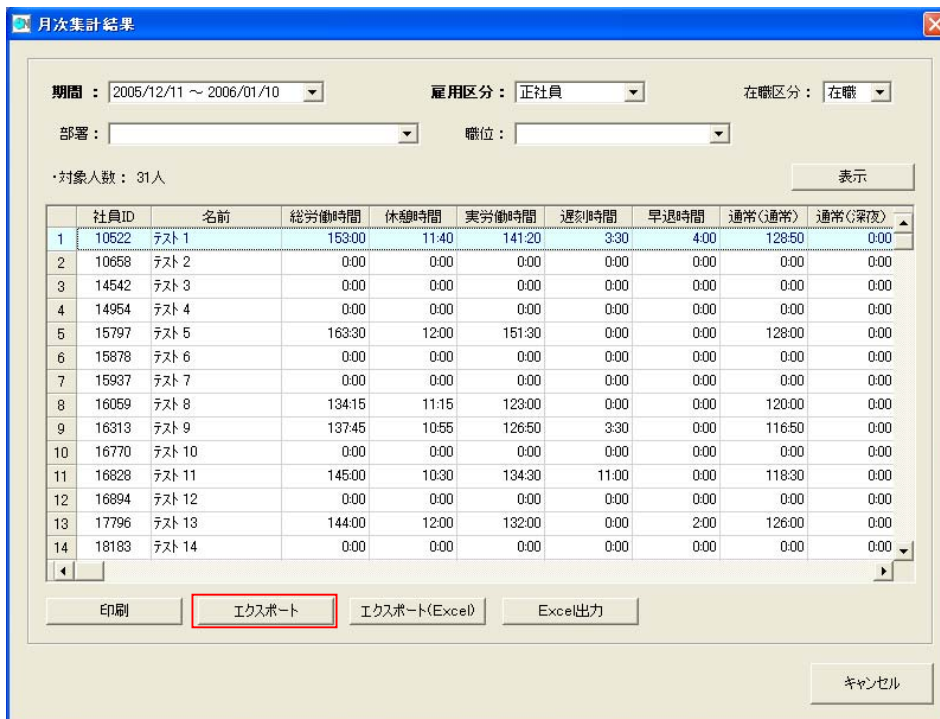 月次集計結果
期間： 2005/12/11 ～ 2006/01/10 雇用区分： 正社員 在職区分： 在職
部署： 職位：
・対象人数： 31人 表示
社員ID 名前 総労働時間 休憩時間 実労働時間 遅刻時間 早退時間 通常(通常) 通常(深夜)
1 10522 テスト 1 153:00 11:40 141:20 3:30 4:00 128:50 0:00
2 10658 テスト 2 0:00 0:00 0:00 0:00 0:00 0:00 0:00
3 14542 テスト 3 0:00 0:00 0:00 0:00 0:00 0:00 0:00
4 14954 テスト 4 0:00 0:00 0:00 0:00 0:00 0:00 0:00
5 15797 テスト 5 163:30 12:00 151:30 0:00 0:00 128:00 0:00
6 15878 テスト 6 0:00 0:00 0:00 0:00 0:00 0:00 0:00
7 15937 テスト 7 0:00 0:00 0:00 0:00 0:00 0:00 0:00
8 16059 テスト 8 134:15 11:15 123:00 0:00 0:00 120:00 0:00
9 16313 テスト 9 137:45 10:55 126:50 3:30 0:00 116:50 0:00
10 16770 テスト 10 0:00 0:00 0:00 0:00 0:00 0:00 0:00
11 16828 テスト 11 145:00 10:30 134:30 11:00 0:00 118:30 0:00
12 16894 テスト 12 0:00 0:00 0:00 0:00 0:00 0:00 0:00
13 17796 テスト 13 144:00 12:00 132:00 0:00 2:00 126:00 0:00
14 18183 テスト 14 0:00 0:00 0:00 0:00 0:00 0:00 0:00
印刷 エクスポート エクスポート(Excel) Excel出力
キャンセル